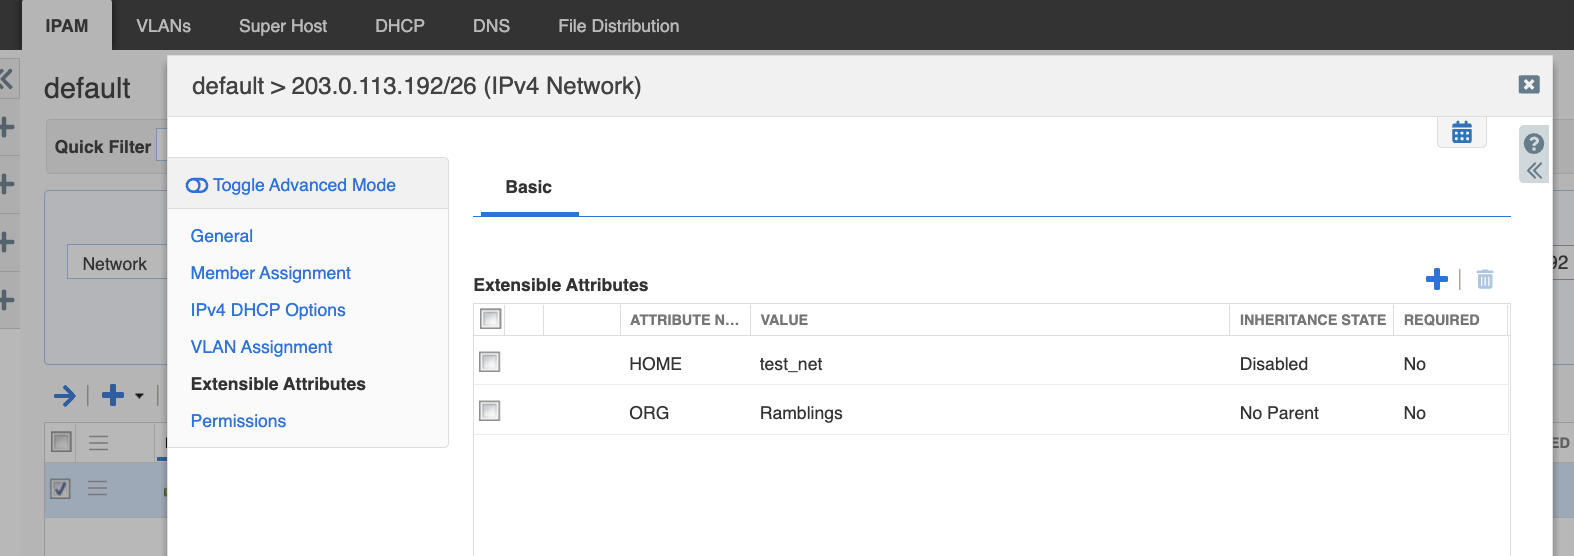 IPAM VLANs Super Host DHCP DNS File Distribution
default
default > 203.0.113.192/26 (IPv4 Network)
Quick Filter
Toggle Advanced Mode
Basic
General
Member Assignment
Network
IPv4 DHCP Options
VLAN Assignment
Extensible Attributes
Permissions
Extensible Attributes
ATTRIBUTE N... VALUE INHERITANCE STATE REQUIRED
HOME test_net Disabled No
ORG Ramblings No Parent No
92
ED